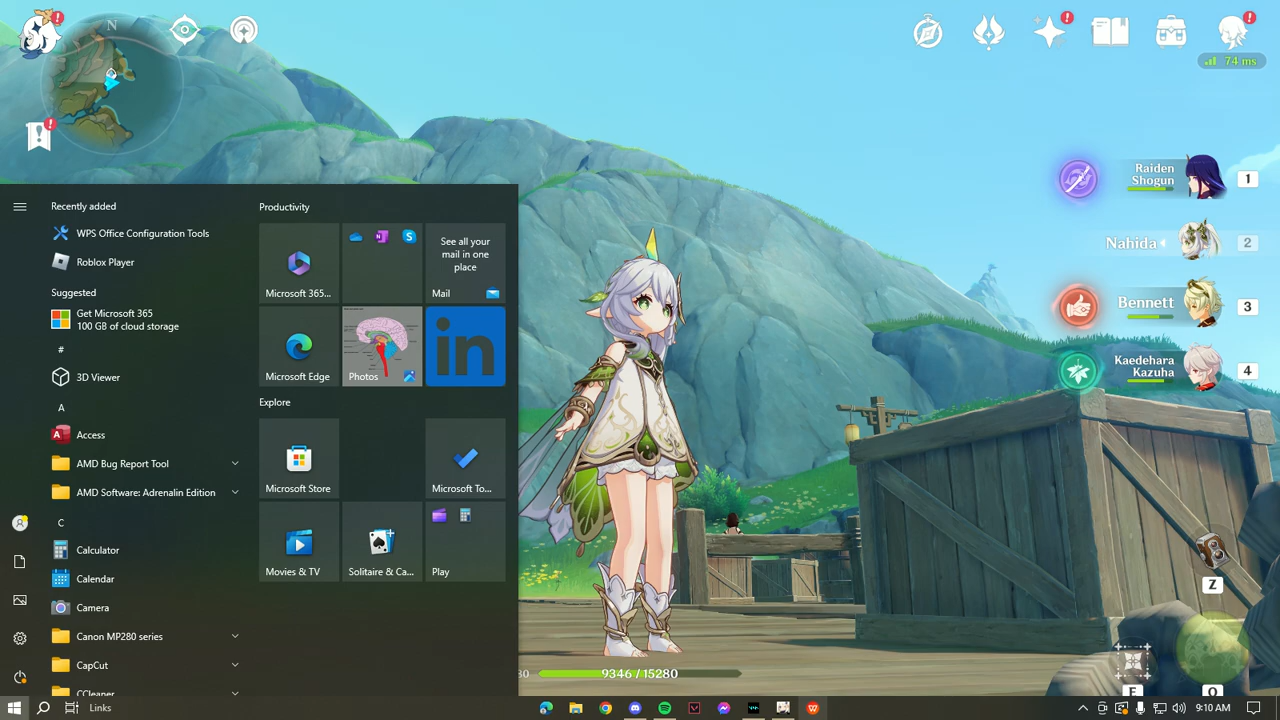 N
74 ms
Raiden
Shogun
1
Nahida
2
Bennett
3
Kaedehara
Kazuha
4
Z
E
Q
9346 / 15280
Recently added
WPS Office Configuration Tools
Roblox Player
Suggested
Get Microsoft 365
100 GB of cloud storage
#
3D Viewer
A
Access
AMD Bug Report Tool
AMD Software: Adrenalin Edition
C
Calculator
Calendar
Camera
Canon MP280 series
CapCut
CCleaner
Productivity
Microsoft 365...
See all your
mail in one
place
Mail
Microsoft Edge
Photos
in
Explore
Microsoft Store
Microsoft To...
Movies & TV
Solitaire & Ca...
Play
Links
9:10 AM